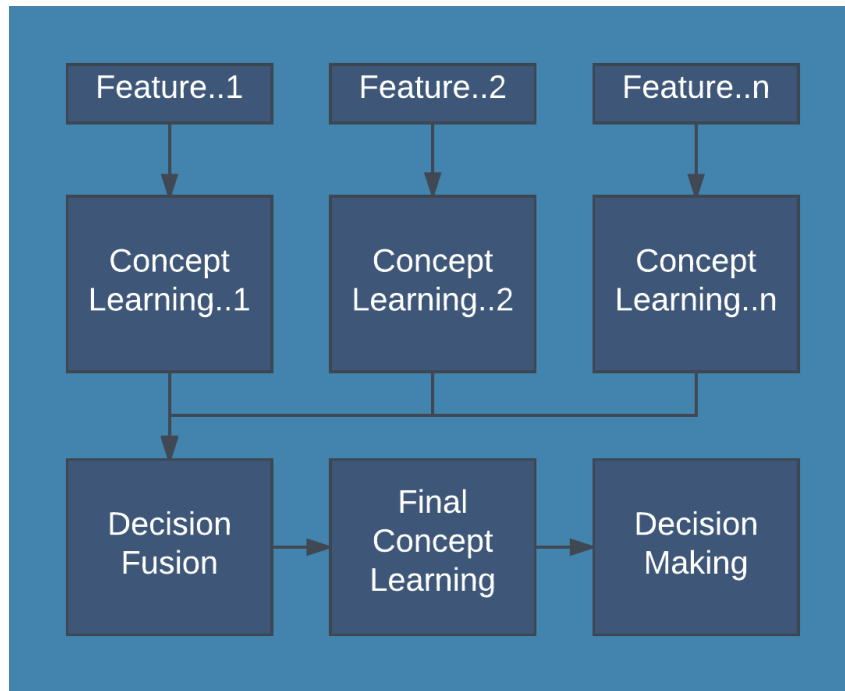 Feature..1
Feature..2
Feature..n
Concept
Learning..1
Concept
Learning..2
Concept
Learning..n
Decision
Fusion
Final
Concept
Learning
Decision
Making